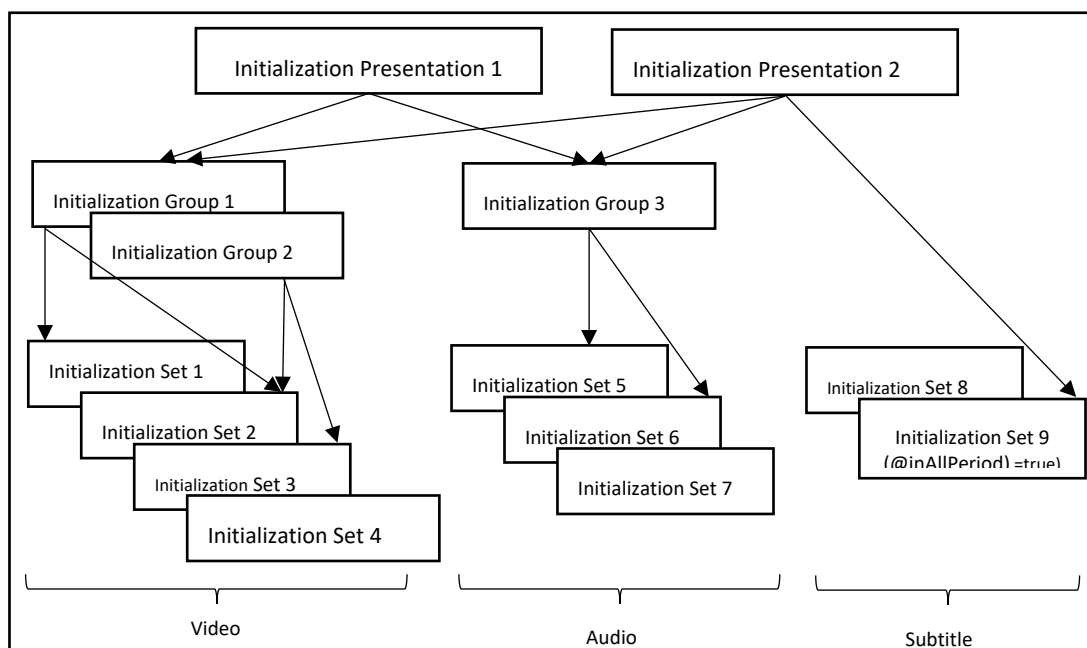 Initialization Presentation 1
Initialization Presentation 2
Initialization Group 1
Initialization Group 2
Initialization Group 3
Initialization Set 1
Initialization Set 2
Initialization Set 3
Initialization Set 4
Initialization Set 5
Initialization Set 6
Initialization Set 7
Initialization Set 8
Initialization Set 9
(@inAllPeriod) =true)
Video
Audio
Subtitle